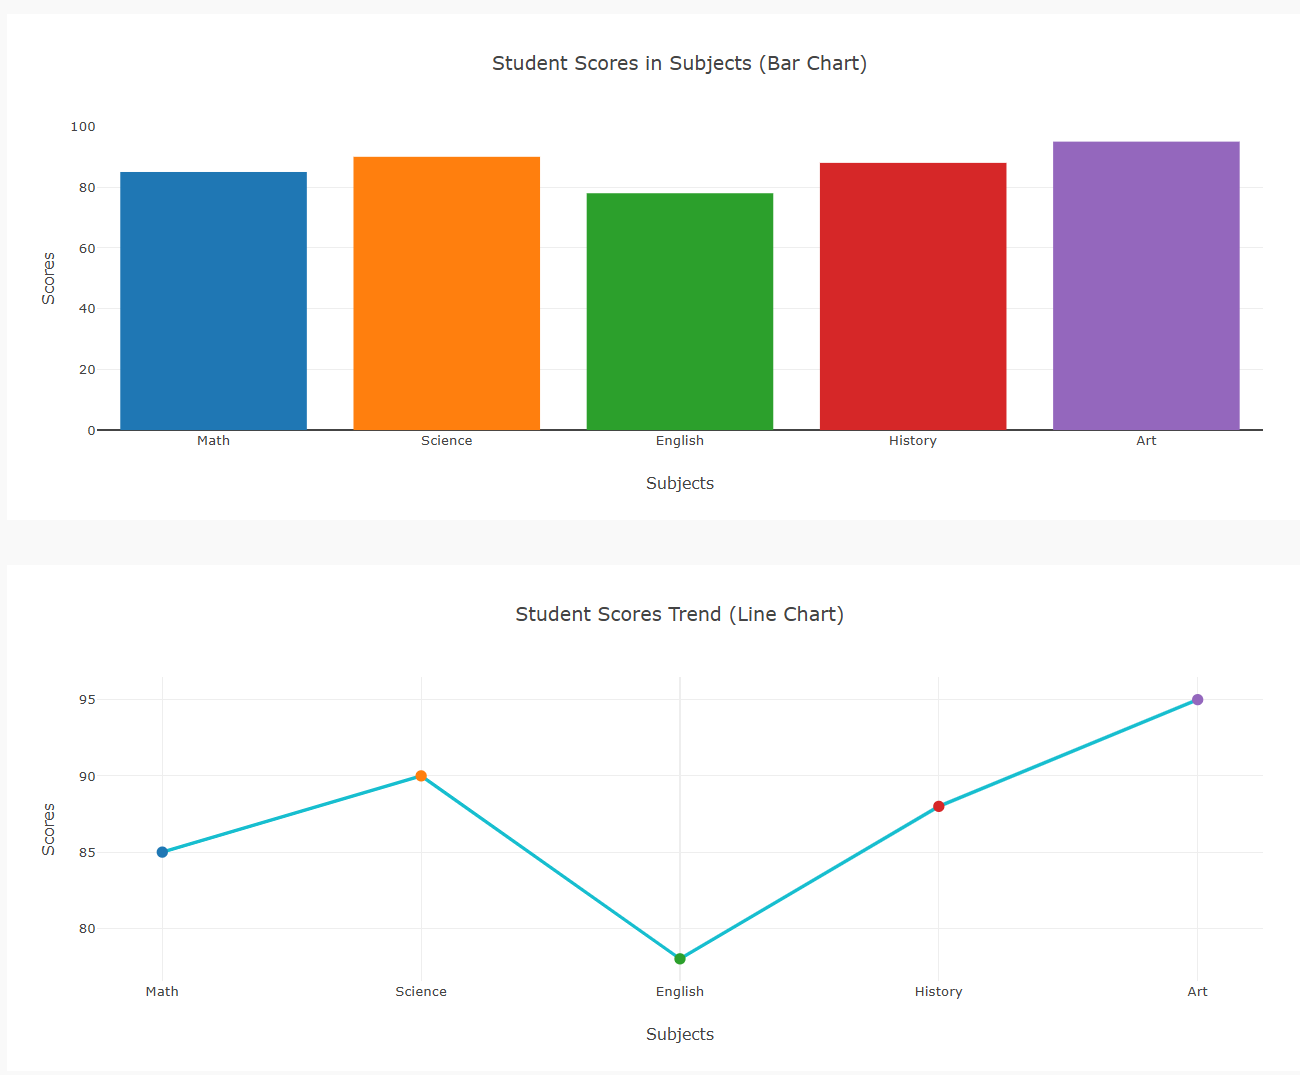 Student Scores in Subjects (Bar Chart)
100
80
60
40
20
0
Scores
Math Science English History Art
Subjects
Student Scores Trend (Line Chart)
95
90
85
80
Scores
Math Science English History Art
Subjects